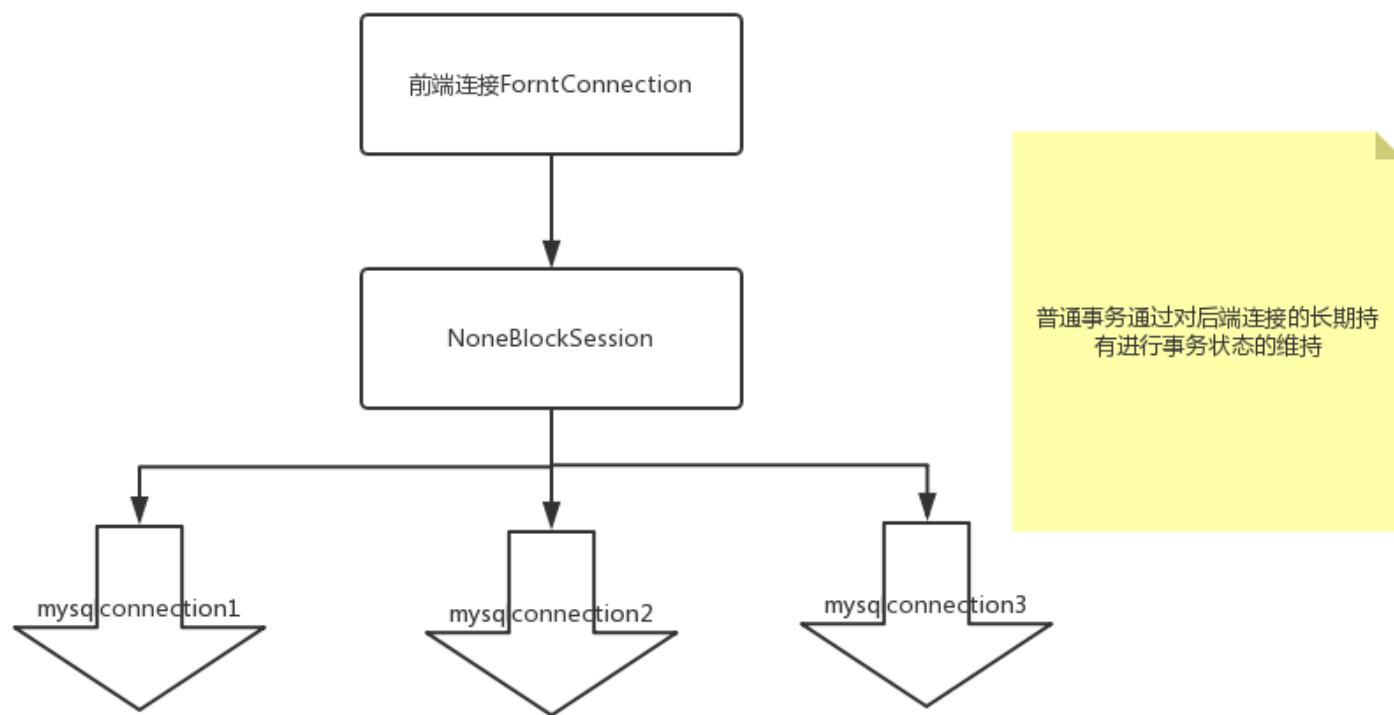 前端连接ForntConnection
NoneBlockSession
普通事务通过对后端连接的长期持
有进行事务状态的维持
mysqlconnection1
mysqlconnection2
mysqlconnection3